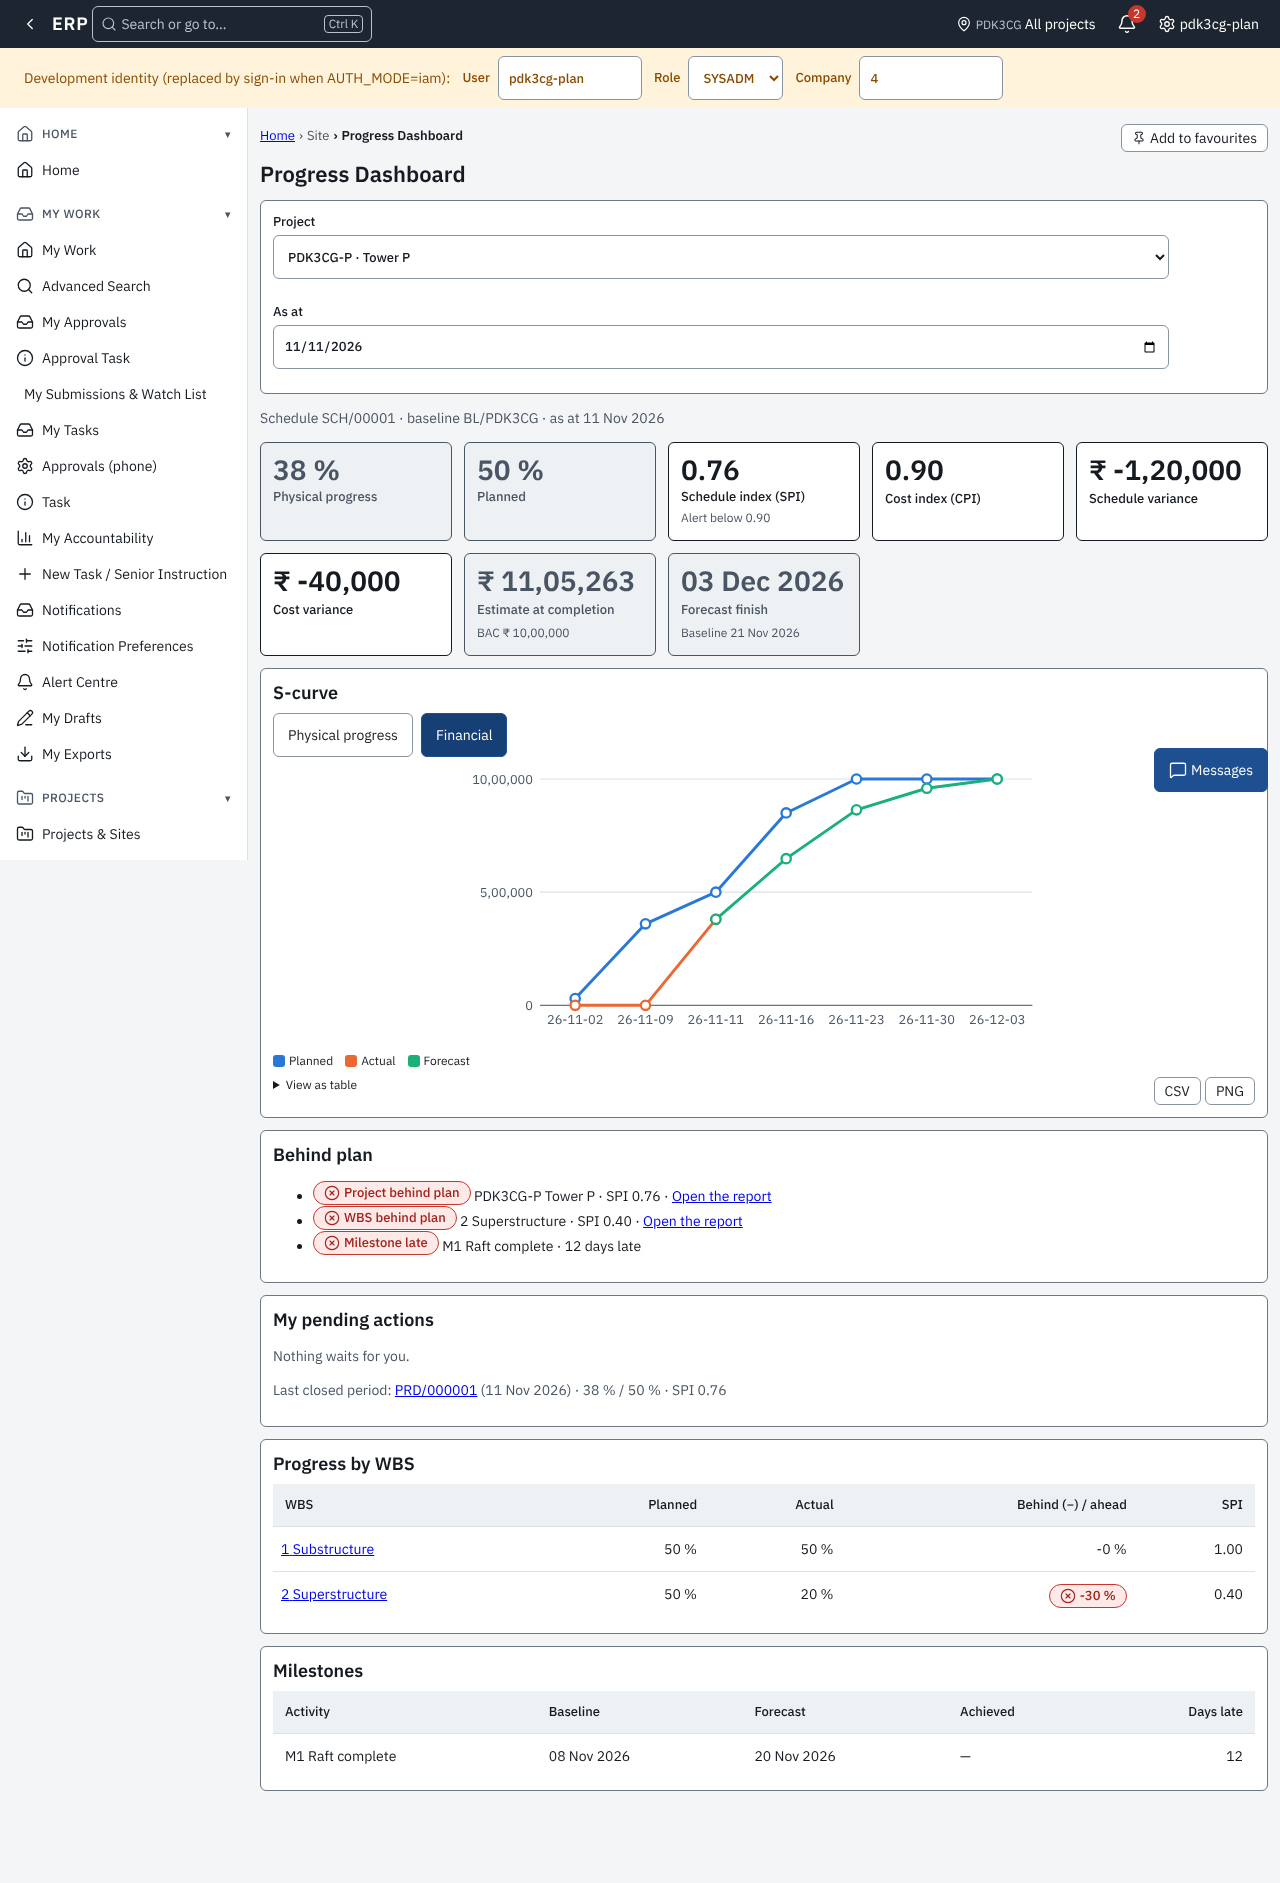 ERP
Search or go to...
Ctrl K
PDK3CG All projects
2
pdk3cg-plan
Development identity (replaced by sign-in when AUTH_MODE=iam):
User
pdk3cg-plan
Role
SYSADM
Company
4
HOME
Home
MY WORK
My Work
Advanced Search
My Approvals
Approval Task
My Submissions & Watch List
My Tasks
Approvals (phone)
Task
My Accountability
New Task / Senior Instruction
Notifications
Notification Preferences
Alert Centre
My Drafts
My Exports
PROJECTS
Projects & Sites
Home › Site › Progress Dashboard
Add to favourites
Progress Dashboard
Project
PDK3CG-P · Tower P
As at
11/11/2026
Schedule SCH/00001 · baseline BL/PDK3CG · as at 11 Nov 2026
38 %
Physical progress
50 %
Planned
0.76
Schedule index (SPI)
Alert below 0.90
0.90
Cost index (CPI)
₹ -1,20,000
Schedule variance
₹ -40,000
Cost variance
₹ 11,05,263
Estimate at completion
BAC ₹ 10,00,000
03 Dec 2026
Forecast finish
Baseline 21 Nov 2026
S-curve
Physical progress
Financial
Messages
10,00,000
5,00,000
0
26-11-02 26-11-09 26-11-11 26-11-16 26-11-23 26-11-30 26-12-03
Planned Actual Forecast
View as table
CSV
PNG
Behind plan
Project behind plan PDK3CG-P Tower P · SPI 0.76 · Open the report
WBS behind plan 2 Superstructure · SPI 0.40 · Open the report
Milestone late M1 Raft complete · 12 days late
My pending actions
Nothing waits for you.
Last closed period: PRD/000001 (11 Nov 2026) · 38 % / 50 % · SPI 0.76
Progress by WBS
WBS Planned Actual Behind (−) / ahead SPI
1 Substructure 50 % 50 % -0 % 1.00
2 Superstructure 50 % 20 % -30 % 0.40
Milestones
Activity Baseline Forecast Achieved Days late
M1 Raft complete 08 Nov 2026 20 Nov 2026 — 12